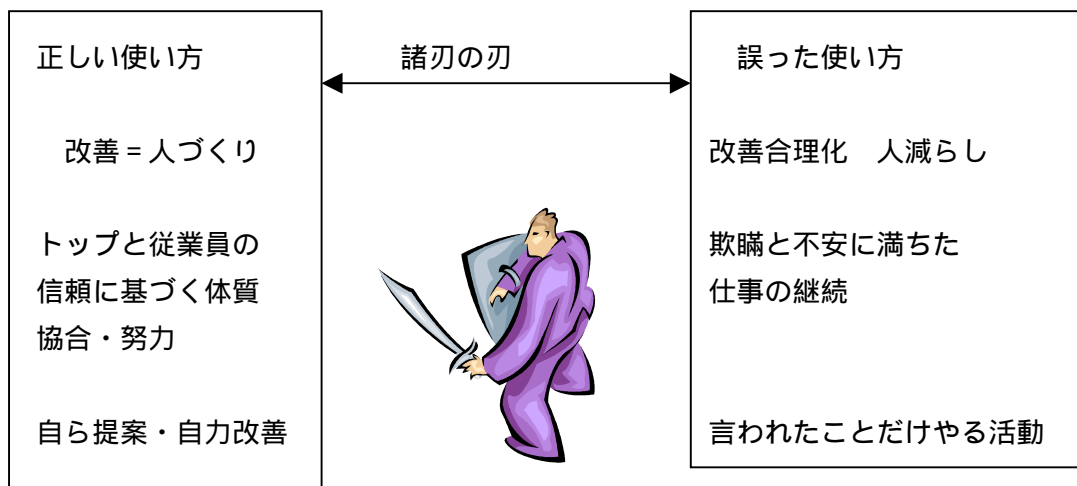 正しい使い方
改善 = 人づくり
トップと従業員の
信頼に基づく体質
協合・努力
自ら提案・自力改善
諸刃の刃
誤った使い方
改善合理化　人減らし
欺瞞と不安に満ちた
仕事の継続
言われたことだけやる活動